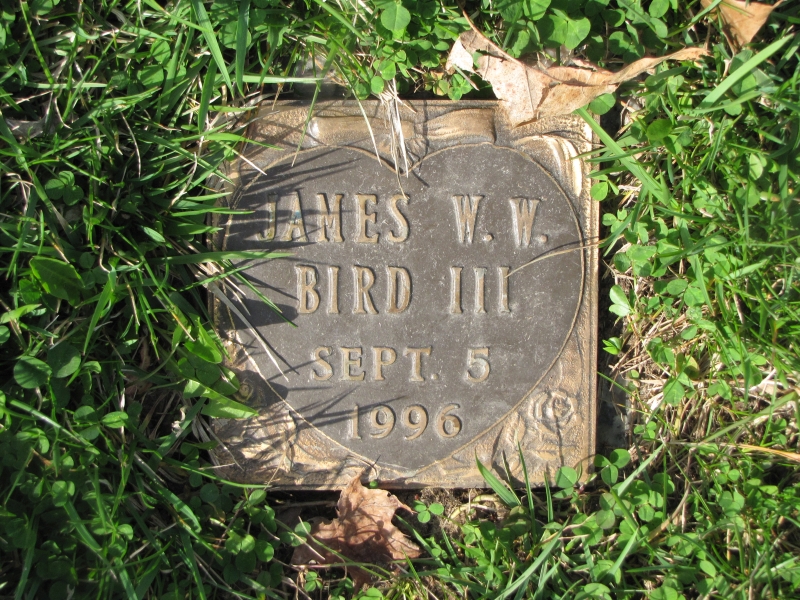 JAMES W. W.
BIRD III
SEPT. 5
1996